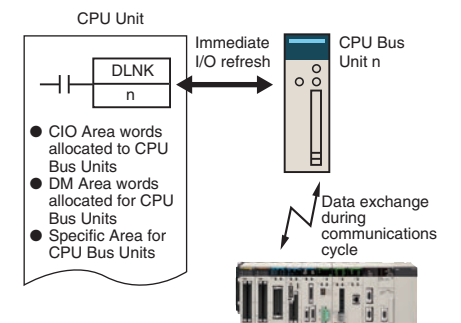 CPU Unit
DLNK
n
● CIO Area words
allocated to CPU
Bus Units
● DM Area words
allocated for CPU
Bus Units
● Specific Area for
CPU Bus Units
Immediate
I/O refresh
CPU Bus
Unit n
Data exchange
during
communications
cycle